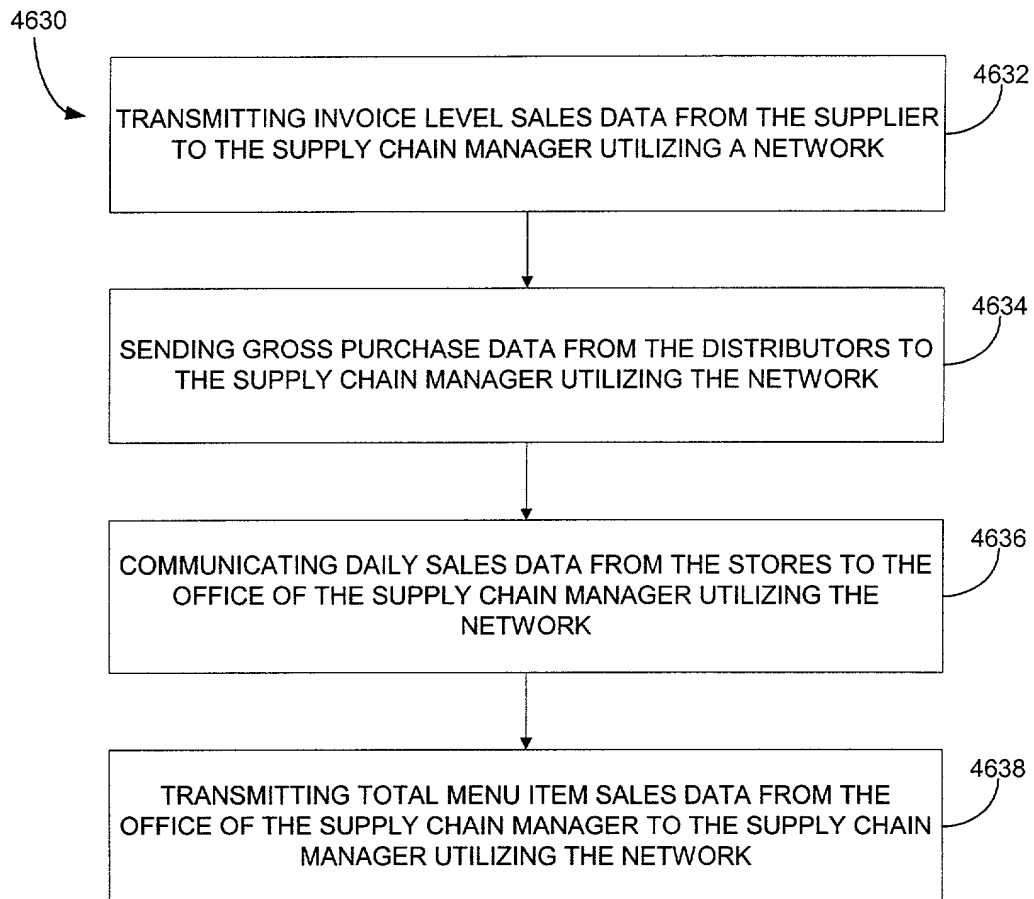 4630
4632
TRANSMITTING INVOICE LEVEL SALES DATA FROM THE SUPPLIER
TO THE SUPPLY CHAIN MANAGER UTILIZING A NETWORK
4634
SENDING GROSS PURCHASE DATA FROM THE DISTRIBUTORS TO
THE SUPPLY CHAIN MANAGER UTILIZING THE NETWORK
4636
COMMUNICATING DAILY SALES DATA FROM THE STORES TO THE
OFFICE OF THE SUPPLY CHAIN MANAGER UTILIZING THE
NETWORK
4638
TRANSMITTING TOTAL MENU ITEM SALES DATA FROM THE
OFFICE OF THE SUPPLY CHAIN MANAGER TO THE SUPPLY CHAIN
MANAGER UTILIZING THE NETWORK